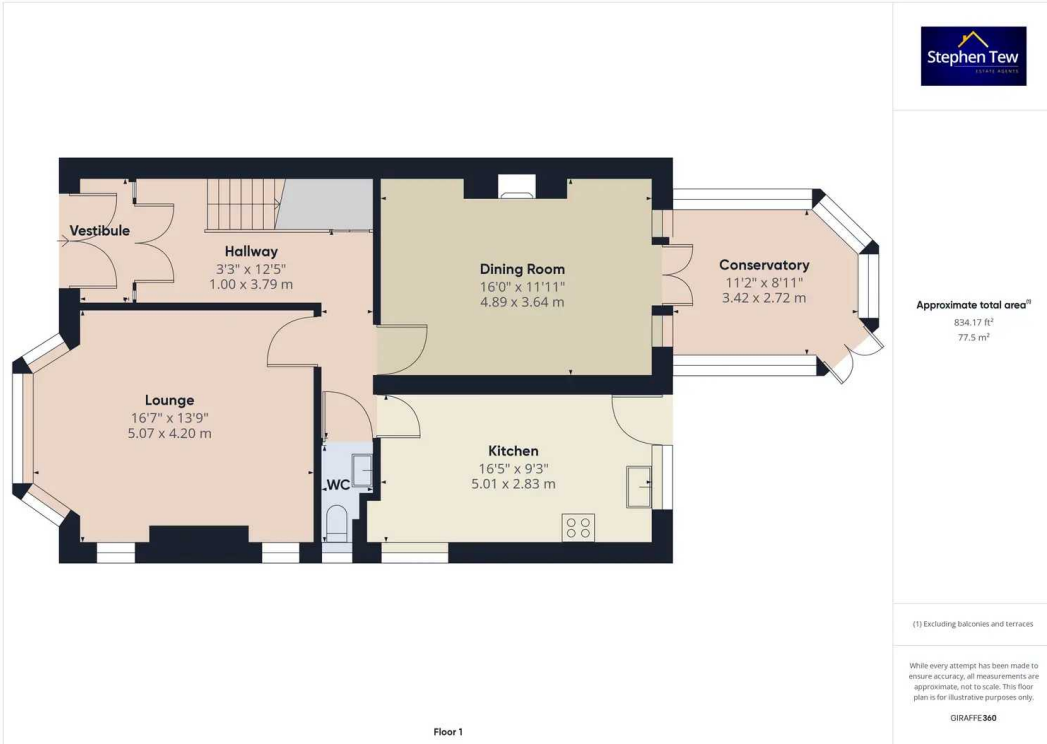 Vestibule
Hallway
3'3" x 12'5"
1.00 x 3.79 m
Dining Room
16'0" x 11'11"
4.89 x 3.64 m
Conservatory
11'2" x 8'11"
3.42 x 2.72 m
Lounge
16'7" x 13'9"
5.07 x 4.20 m
WC
Kitchen
16'5" x 9'3"
5.01 x 2.83 m
Floor 1
Stephen Tew
ESTATE AGENTS
Approximate total area(1)
834.17 ft²
77.5 m²
(1) Excluding balconies and terraces
While every attempt has been made to
ensure accuracy, all measurements are
approximate, not to scale. This floor
plan is for illustrative purposes only.
GIRAFFE360